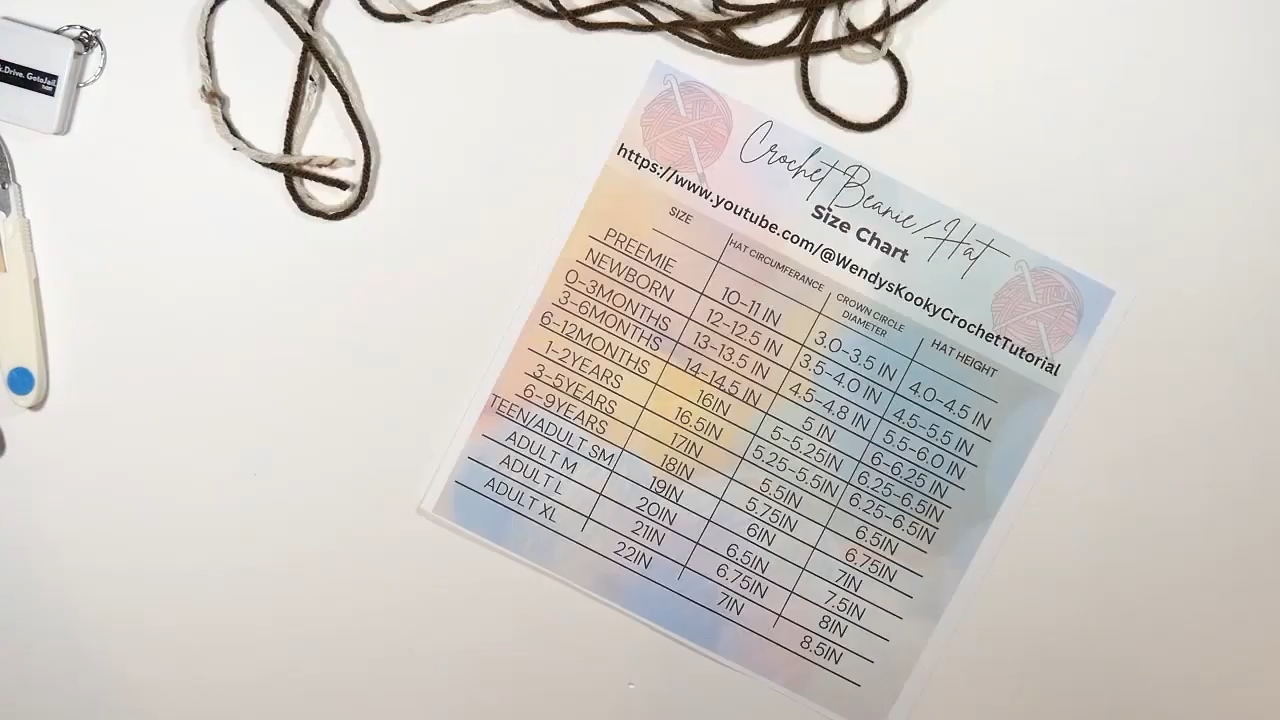 .Drive. GotoJail
Crochet Beanie/Hat
Size Chart
https://www.youtube.com/@WendysKookyCrochetTutorial
SIZE HAT CIRCUMFERANCE CROWN CIRCLE DIAMETER HAT HEIGHT
PREEMIE 10-11 IN 3.0-3.5 IN 4.0-4.5 IN
NEWBORN 12-12.5 IN 3.5-4.0 IN 4.5-5.5 IN
0-3MONTHS 13-13.5 IN 4.5-4.8 IN 5.5-6.0 IN
3-6MONTHS 14-14.5 IN 5 IN 6-6.25 IN
6-12MONTHS 16IN 5-5.25IN 6.25-6.5IN
1-2YEARS 16.5IN 5.25-5.5IN 6.25-6.5IN
3-5YEARS 17IN 5.5IN 6.5IN
6-9YEARS 18IN 5.75IN 6.75IN
TEEN/ADULT SM 19IN 6IN 7IN
ADULT M 20IN 6.5IN 7.5IN
ADULT L 21IN 6.75IN 8IN
ADULT XL 22IN 7IN 8.5IN